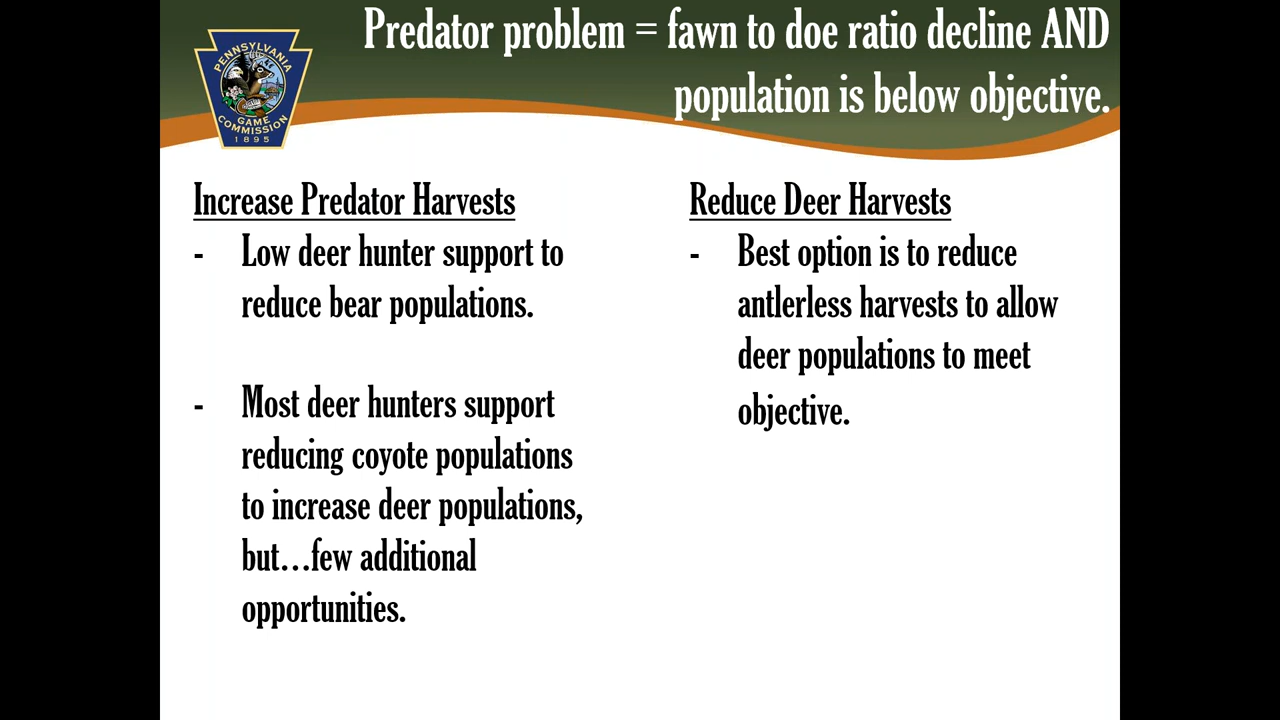 Predator problem = fawn to doe ratio decline AND
population is below objective.
PENNSYLVANIA
GAME
COMMISSION
1895
Increase Predator Harvests
- Low deer hunter support to
reduce bear populations.
- Most deer hunters support
reducing coyote populations
to increase deer populations,
but…few additional
opportunities.
Reduce Deer Harvests
- Best option is to reduce
antlerless harvests to allow
deer populations to meet
objective.